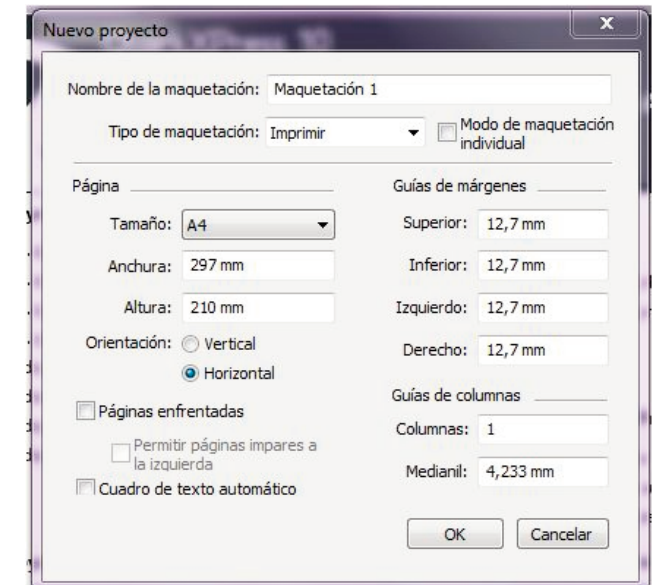 Nuevo proyecto
Nombre de la maquetación: Maquetación 1
Tipo de maquetación: Imprimir
Modo de maquetación
individual
Página
Tamaño: A4
Anchura: 297 mm
Altura: 210 mm
Orientación: Vertical
Horizontal
Páginas enfrentadas
Permitir páginas impares a
la izquierda
Cuadro de texto automático
Guías de márgenes
Superior: 12,7 mm
Inferior: 12,7 mm
Izquierdo: 12,7 mm
Derecho: 12,7 mm
Guías de columnas
Columnas: 1
Medianil: 4,233 mm
OK Cancelar